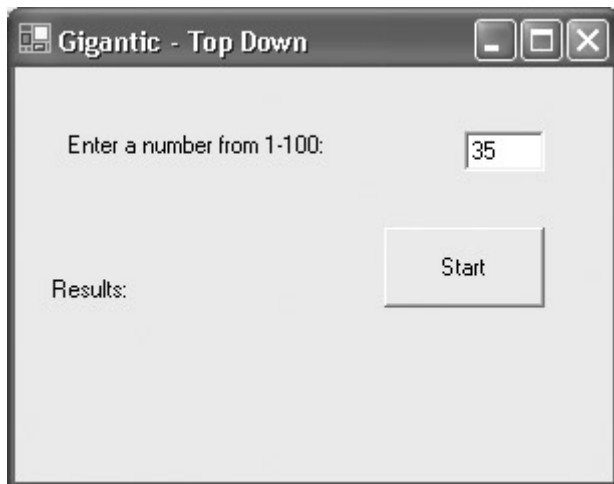 Gigantic - Top Down
Enter a number from 1-100:
35
Start
Results: